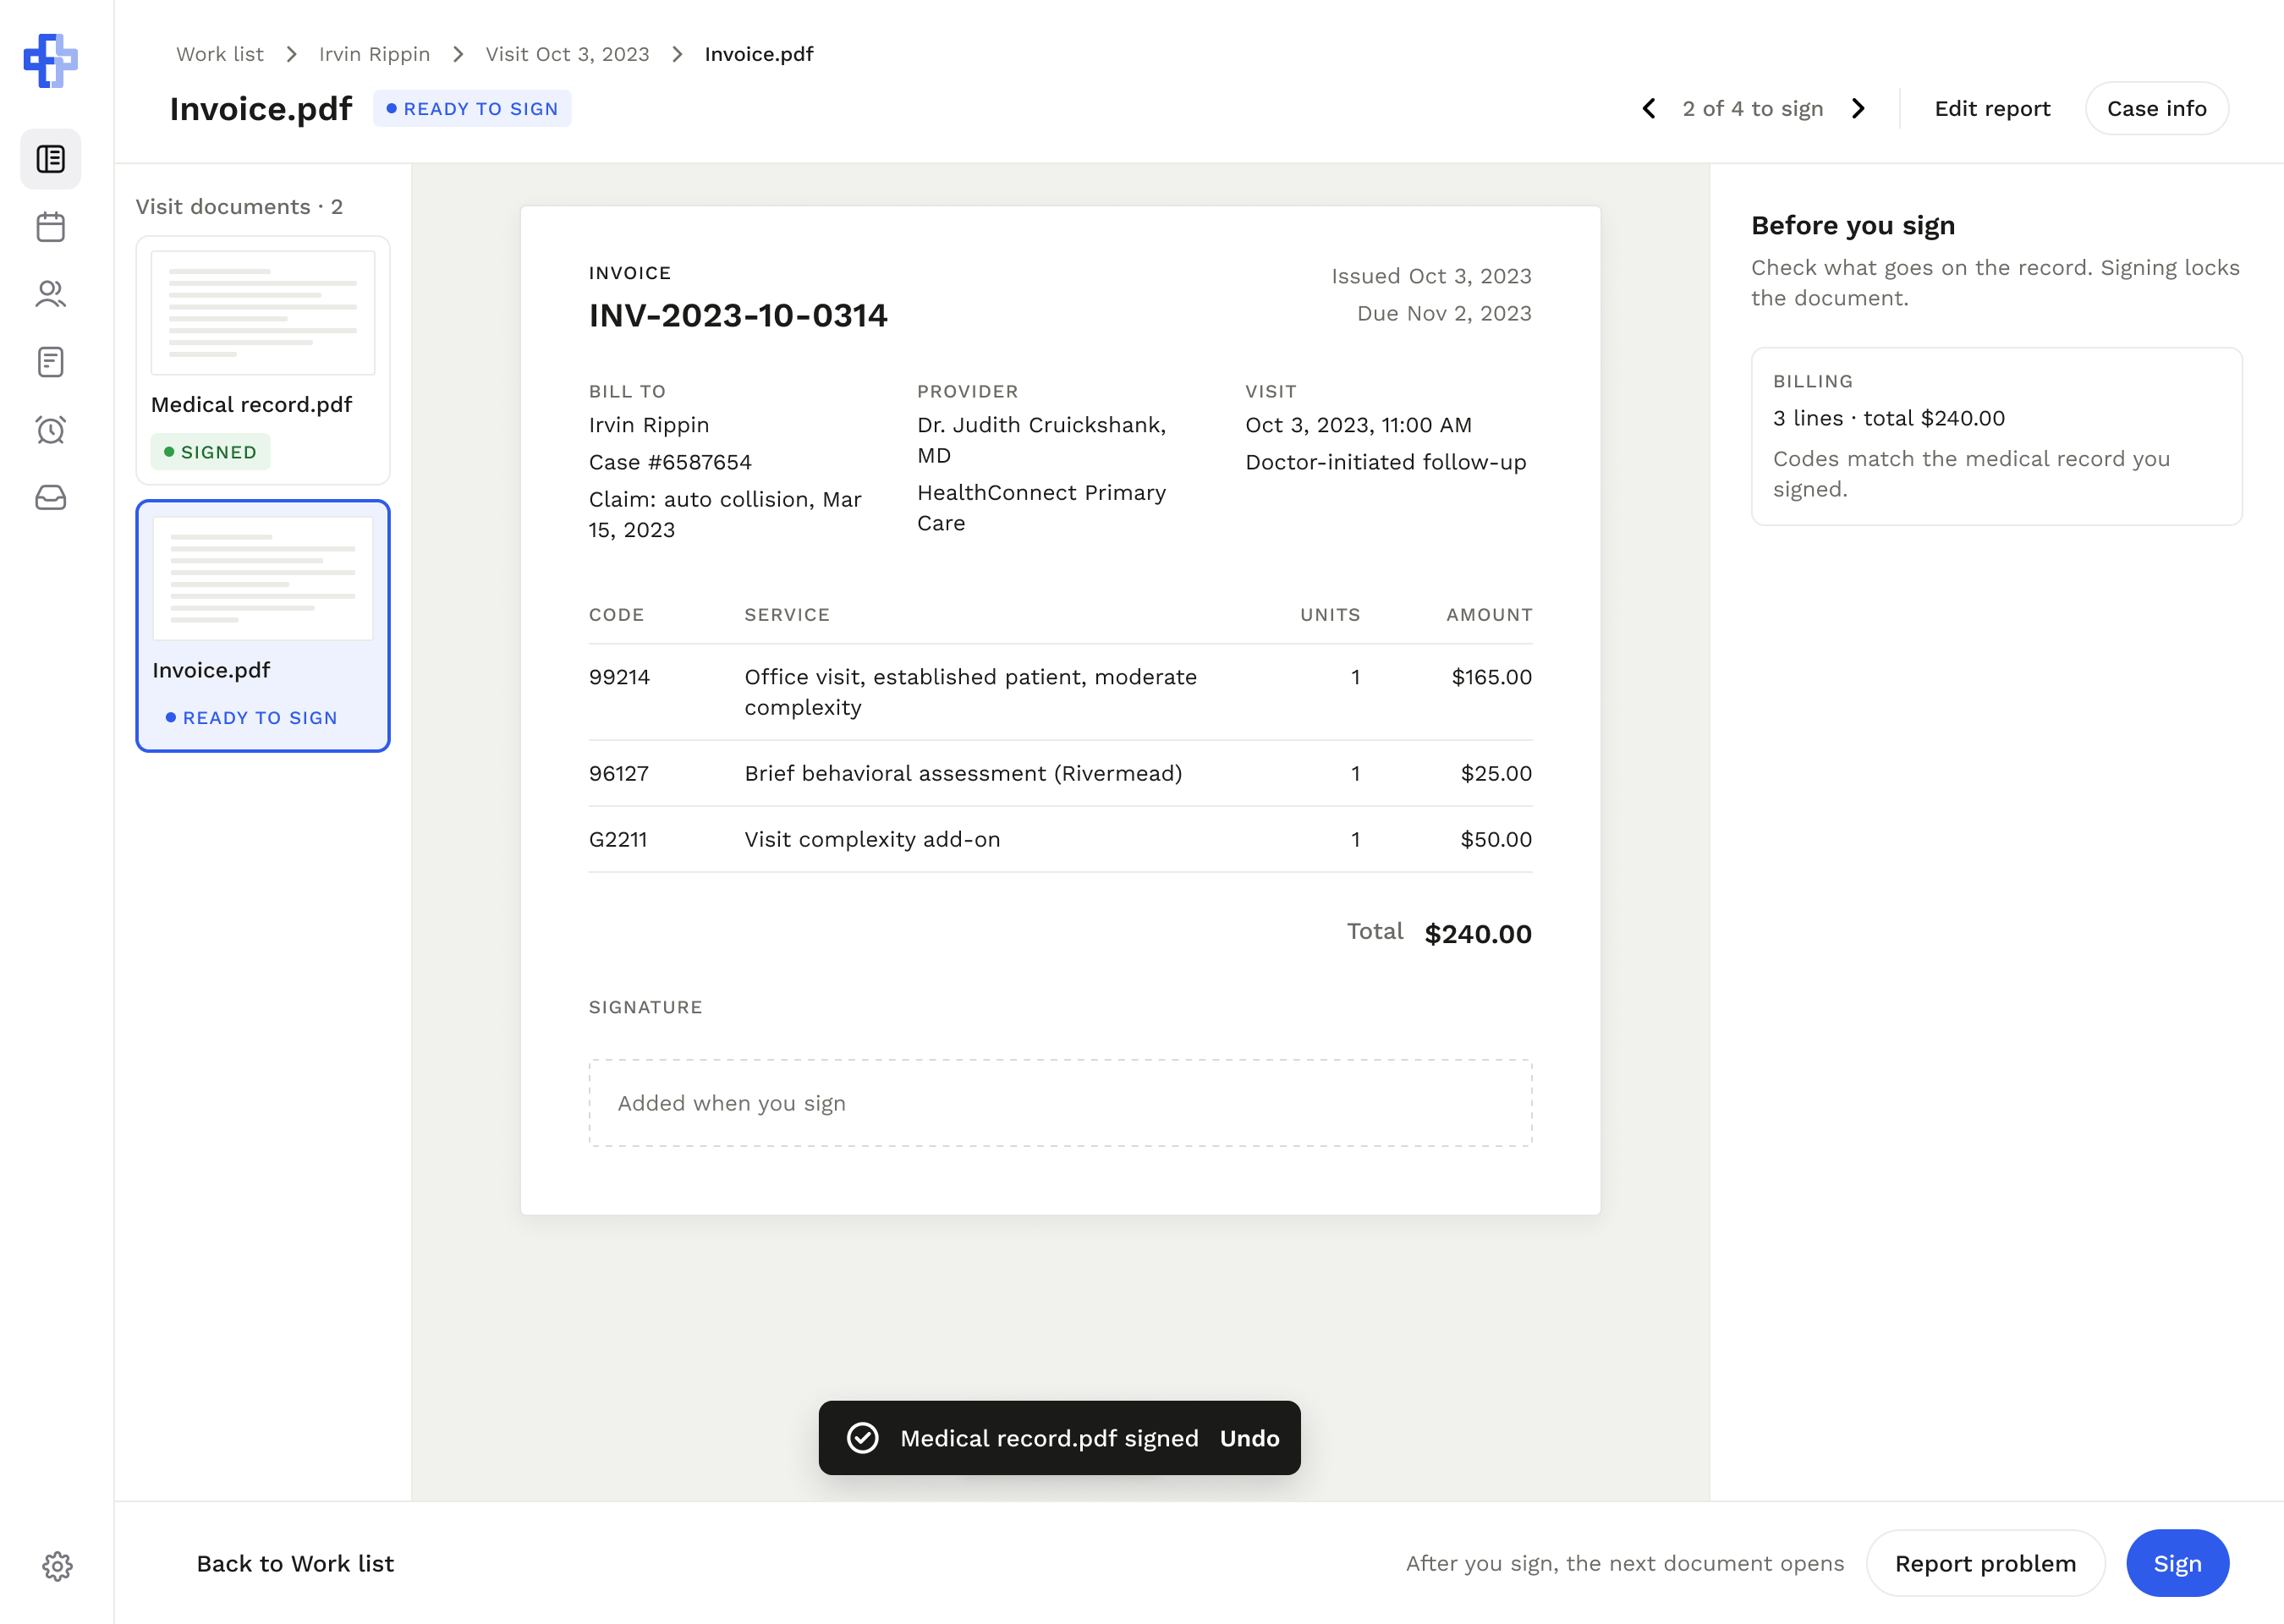 Work list
Irvin Rippin
Visit Oct 3, 2023
Invoice.pdf
Invoice.pdf
READY TO SIGN
2 of 4 to sign
Edit report
Case info
Visit documents · 2
Medical record.pdf
SIGNED
Invoice.pdf
READY TO SIGN
INVOICE
INV-2023-10-0314
Issued Oct 3, 2023
Due Nov 2, 2023
BILL TO
Irvin Rippin
Case #6587654
Claim: auto collision, Mar
15, 2023
PROVIDER
Dr. Judith Cruickshank,
MD
HealthConnect Primary
Care
VISIT
Oct 3, 2023, 11:00 AM
Doctor-initiated follow-up
CODE SERVICE UNITS AMOUNT
99214 Office visit, established patient, moderate 1 $165.00
complexity
96127 Brief behavioral assessment (Rivermead) 1 $25.00
G2211 Visit complexity add-on 1 $50.00
Total $240.00
SIGNATURE
Added when you sign
Before you sign
Check what goes on the record. Signing locks
the document.
BILLING
3 lines · total $240.00
Codes match the medical record you
signed.
Medical record.pdf signed Undo
Back to Work list
After you sign, the next document opens
Report problem
Sign